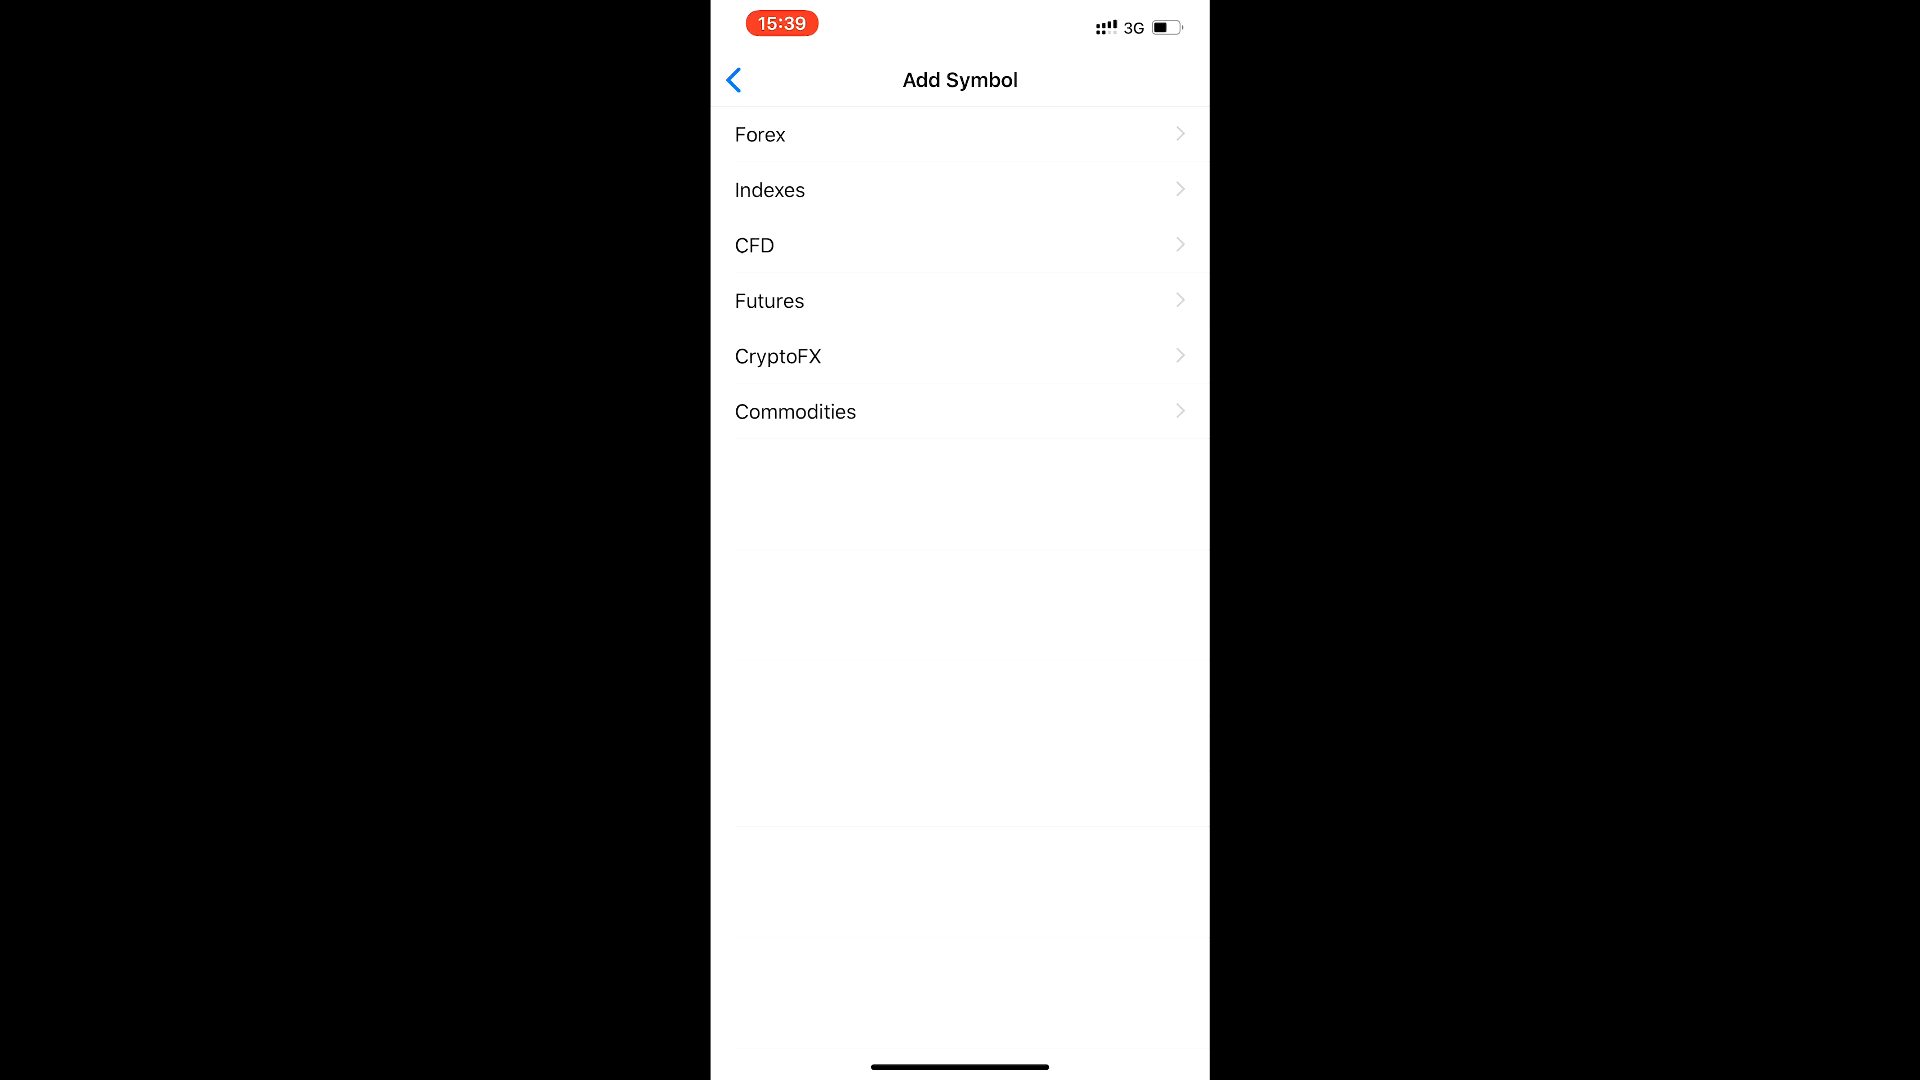 15:39
3G
Add Symbol
Forex
Indexes
CFD
Futures
CryptoFX
Commodities